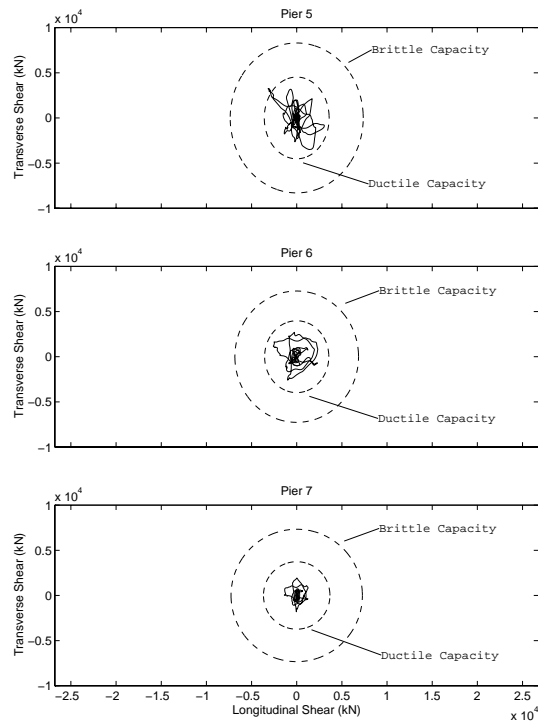 Pier 5
x 10^4
1
0.5
0
−0.5
−1
Transverse Shear (kN)
Brittle Capacity
Ductile Capacity
Pier 6
x 10^4
1
0.5
0
−0.5
−1
Transverse Shear (kN)
Brittle Capacity
Ductile Capacity
Pier 7
x 10^4
1
0.5
0
−0.5
−1
Transverse Shear (kN)
Brittle Capacity
Ductile Capacity
−2.5 −2 −1.5 −1 −0.5 0 0.5 1 1.5 2 2.5
Longitudinal Shear (kN)
x 10^4